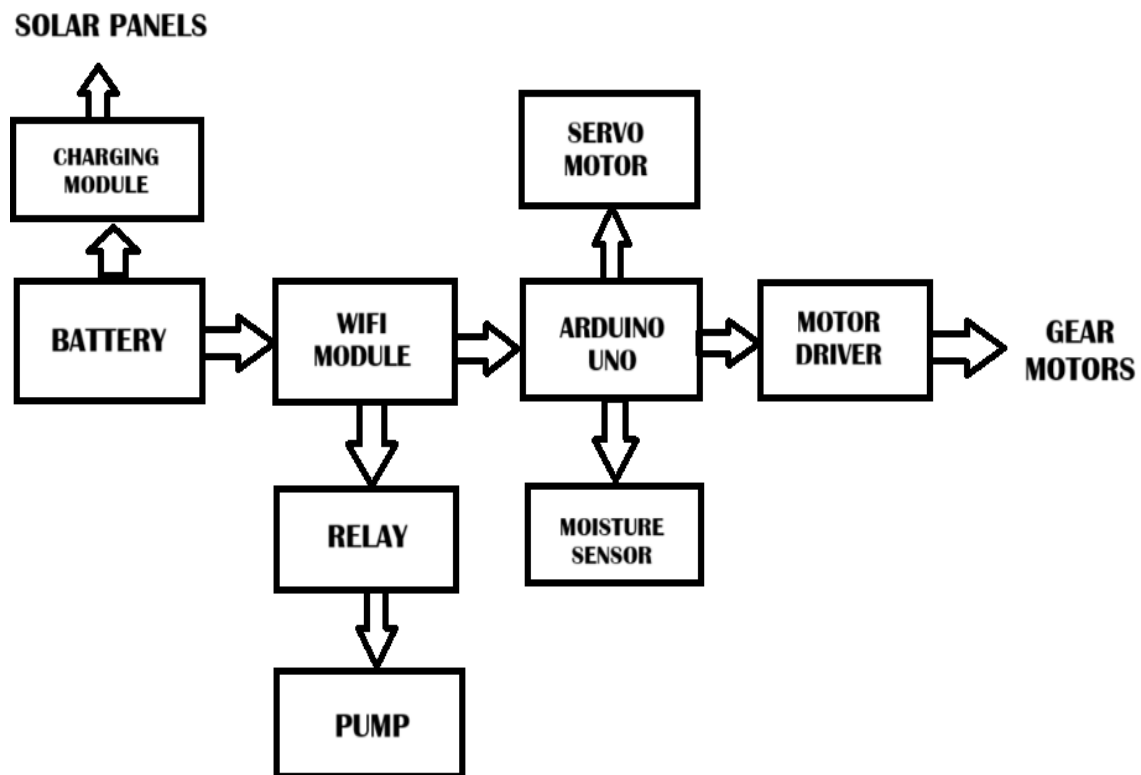 SOLAR PANELS
CHARGING
MODULE
SERVO
MOTOR
BATTERY
WIFI
MODULE
ARDUINO
UNO
MOTOR
DRIVER
GEAR
MOTORS
RELAY
MOISTURE
SENSOR
PUMP